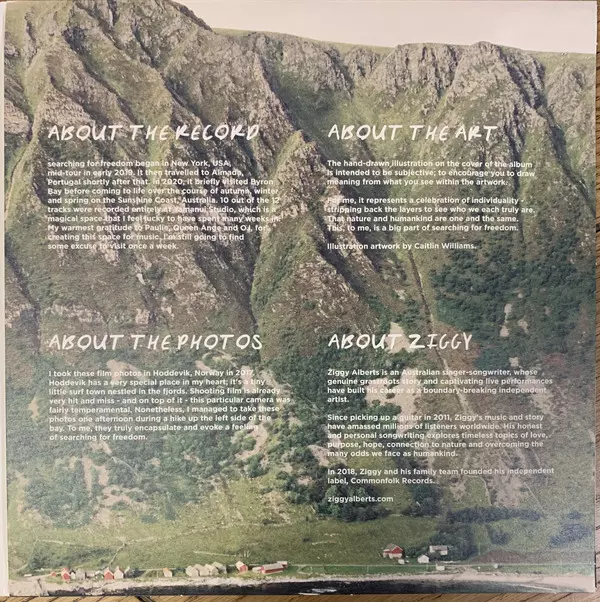 ABOUT THE RECORD
searching for freedom began in New York, USA,
mid-tour in early 2019. It then travelled to Almada,
Portugal shortly after that. In 2020, it briefly visited Byron
Bay before coming to life over the course of autumn, winter
and spring on the Sunshine Coast, Australia. 10 out of the 12
tracks were recorded entirely at Yamanui Studio, which is a
magical space that I feel lucky to have spent many weeks in.
My warmest gratitude to Paulie, Queen Ange and OJ, for
creating this space for music. I'm still going to find
some excuse to visit once a week.
ABOUT THE ART
The hand-drawn illustration on the cover of the album
is intended to be subjective; to encourage you to draw
meaning from what you see within the artwork.
For me, it represents a celebration of individuality
stripping back the layers to see who we each truly are.
That nature and humankind are one and the same.
This, to me, is a big part of searching for freedom.
Illustration artwork by Caitlin Williams.
ABOUT THE PHOTOS
I took these film photos in Hoddevik, Norway in 2017.
Hoddevik has a very special place in my heart; it's a tiny
little surf town nestled in the fjords. Shooting film is already
very hit and miss - and on top of it - this particular camera was
fairly temperamental. Nonetheless, I managed to take these
photos one afternoon during a hike up the left side of the
bay. To me, they truly encapsulate and evoke a feeling
of searching for freedom.
ABOUT ZIGGY
Ziggy Alberts is an Australian singer-songwriter, whose
genuine grassroots story and captivating live performances
have built his career as a boundary-breaking independent
artist.
Since picking up a guitar in 2011, Ziggy's music and story
have amassed millions of listeners worldwide. His honest
and personal songwriting explores timeless topics of love,
purpose, hope, connection to nature and overcoming the
many odds we face as humankind.
In 2018, Ziggy and his family team founded his independent
label, Commonfolk Records.
ziggyalberts.com